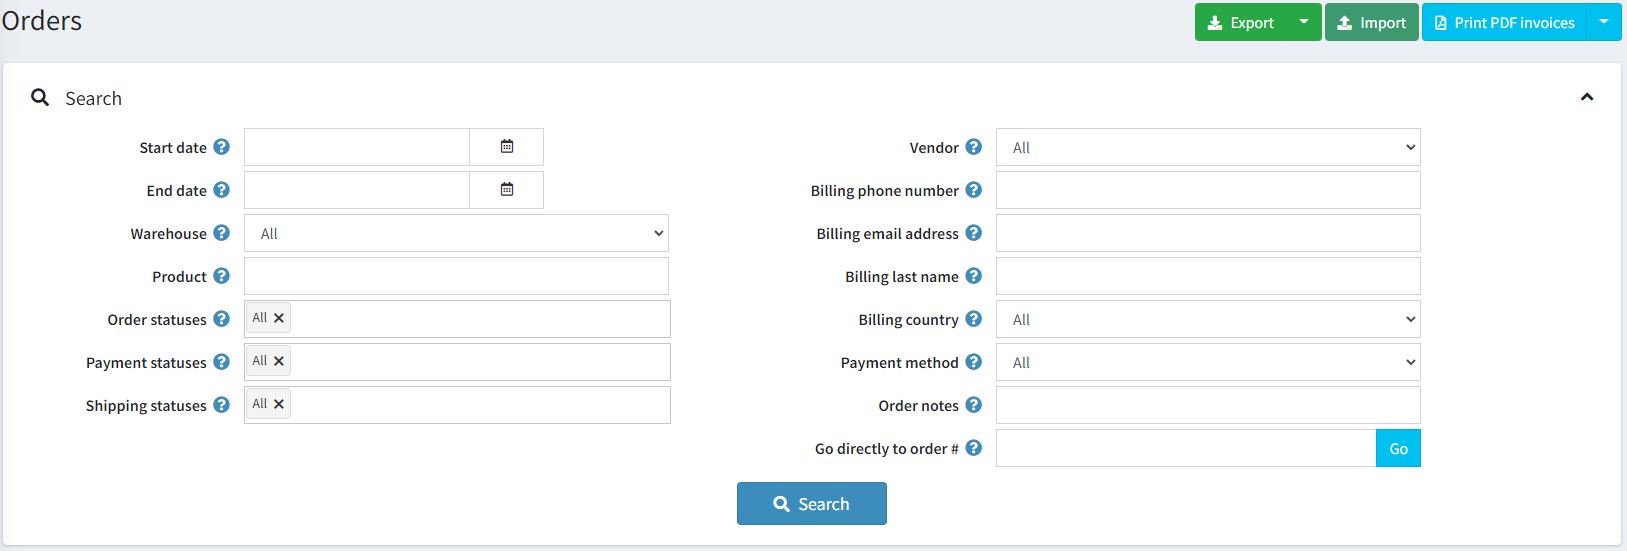 Orders
Export
Import
Print PDF invoices
Search
Start date
End date
Warehouse
All
Product
Order statuses
All
Payment statuses
All
Shipping statuses
All
Vendor
All
Billing phone number
Billing email address
Billing last name
Billing country
All
Payment method
All
Order notes
Go directly to order #
Go
Search